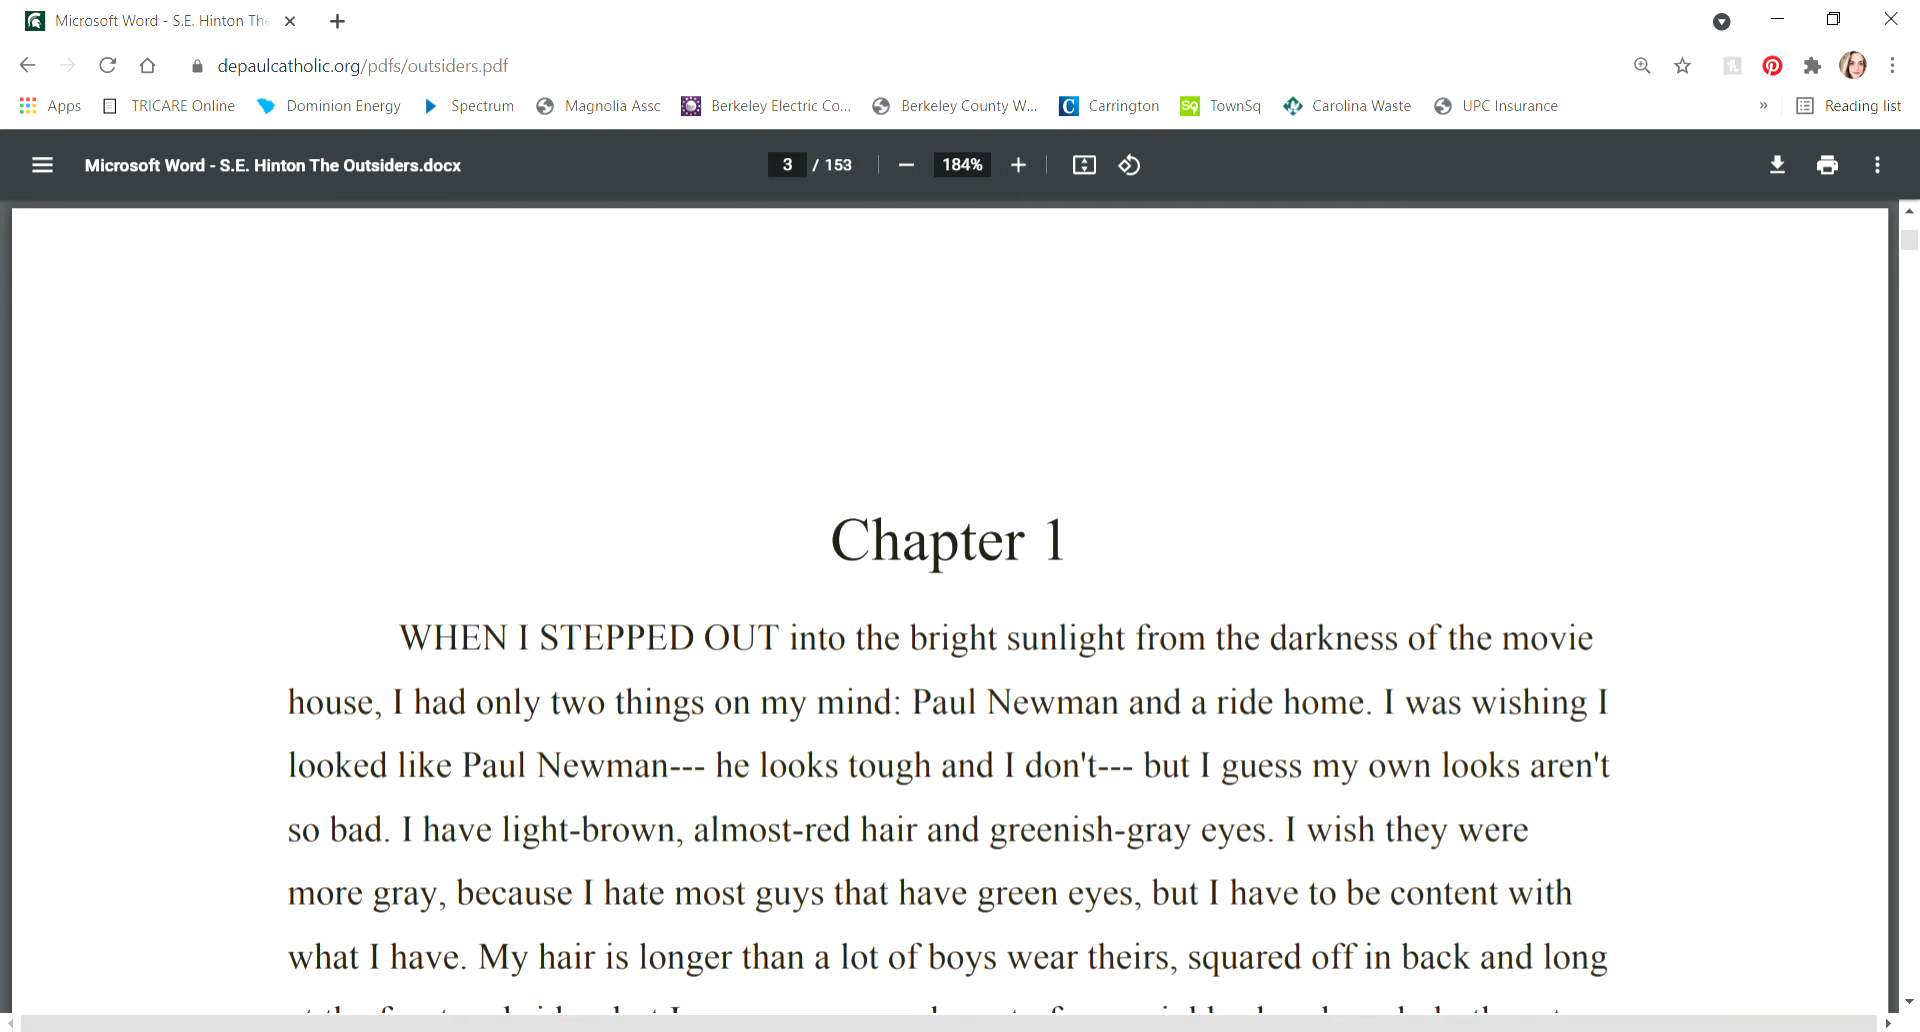 Microsoft Word - S.E. Hinton The
depaulcatholic.org/pdfs/outsiders.pdf
Apps TRICARE Online Dominion Energy Spectrum Magnolia Assc Berkeley Electric Co... Berkeley County W... Carrington TownSq Carolina Waste UPC Insurance » Reading list
Microsoft Word - S.E. Hinton The Outsiders.docx 3 / 153 184%
Chapter 1
WHEN I STEPPED OUT into the bright sunlight from the darkness of the movie
house, I had only two things on my mind: Paul Newman and a ride home. I was wishing I
looked like Paul Newman--- he looks tough and I don't--- but I guess my own looks aren't
so bad. I have light-brown, almost-red hair and greenish-gray eyes. I wish they were
more gray, because I hate most guys that have green eyes, but I have to be content with
what I have. My hair is longer than a lot of boys wear theirs, squared off in back and long